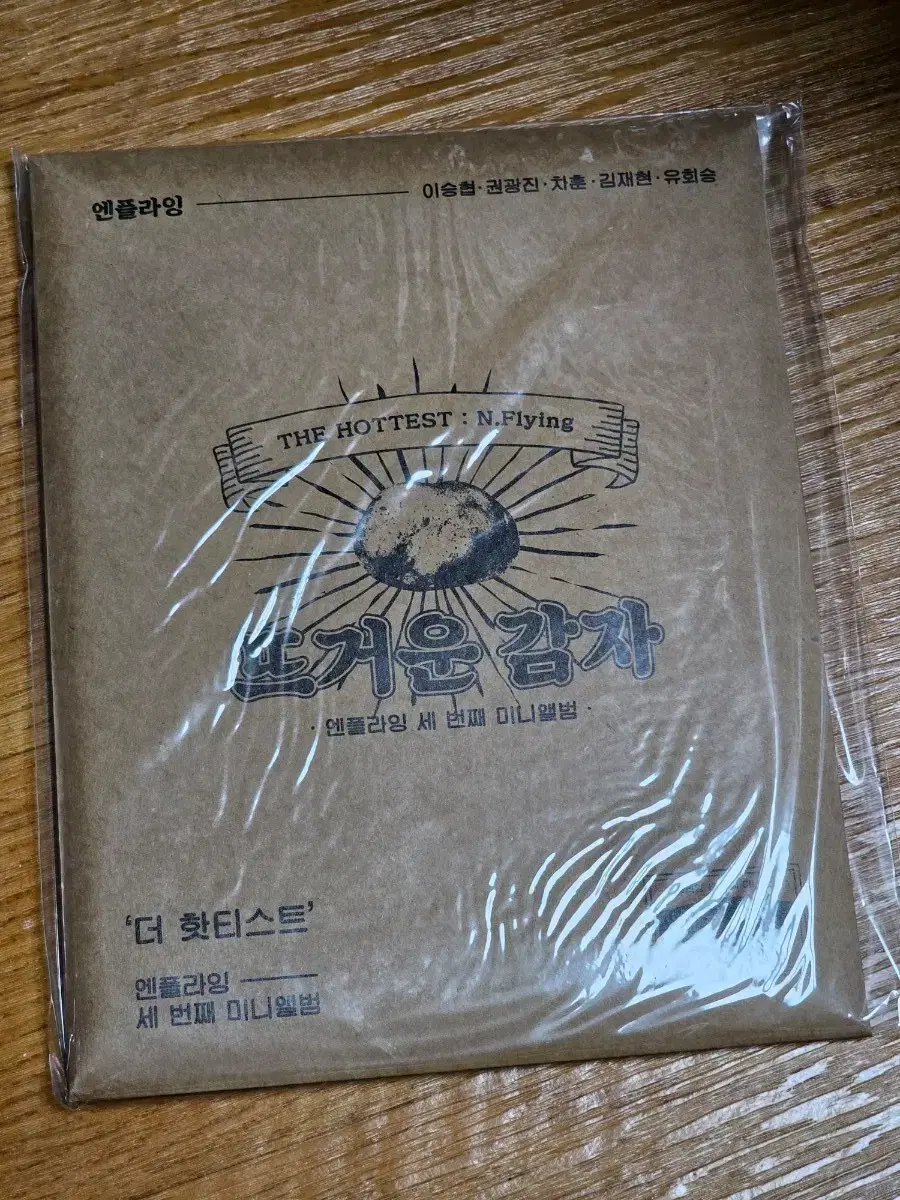 엔플라잉
이승협·권광진·차훈·김재현·유회승
THE HOTTEST : N.Flying
뜨거운 감자
· 엔플라잉 세 번째 미니앨범 ·
'더 핫티스트'
엔플라잉
세 번째 미니앨범